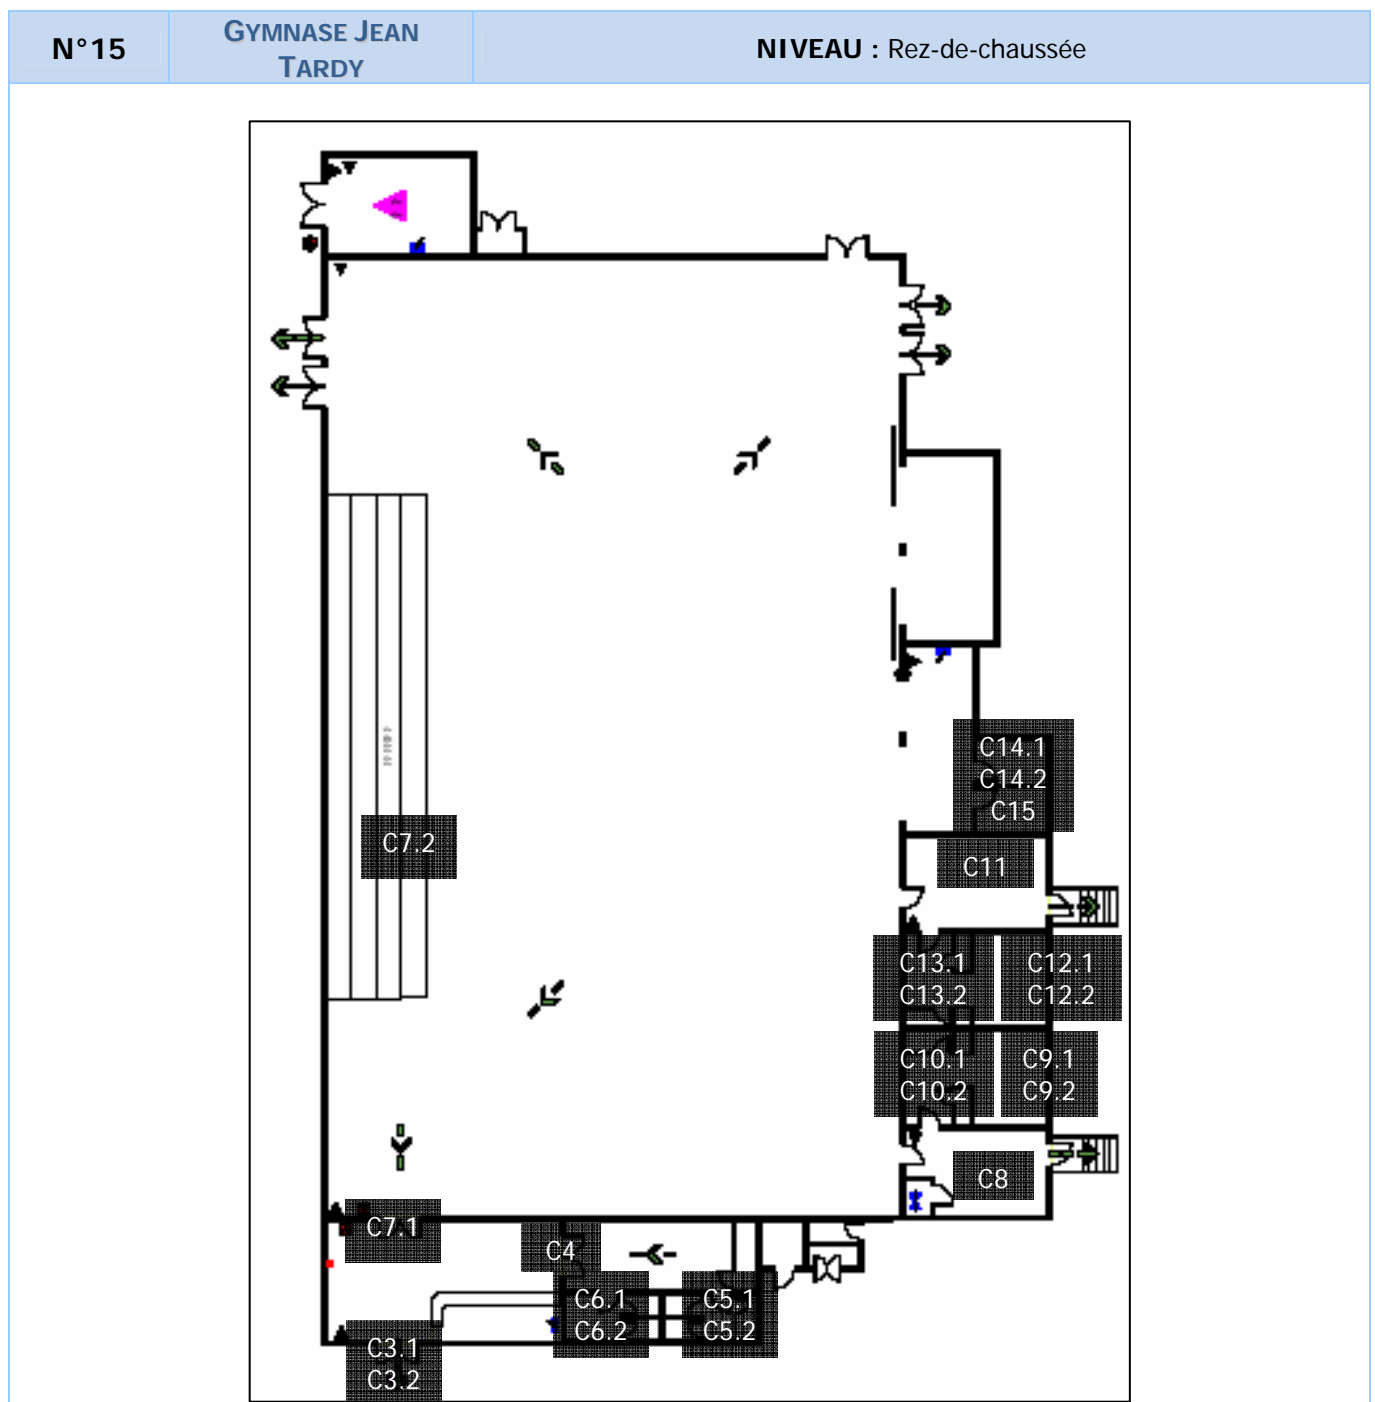 N°15
GYMNASE JEAN
TARDY
NIVEAU : Rez-de-chaussée
C14.1
C14.2
C15
C7.2
C11
C13.1
C13.2
C12.1
C12.2
C10.1
C10.2
C9.1
C9.2
C8
C7.1
C4
C6.1
C6.2
C5.1
C5.2
C3.1
C3.2